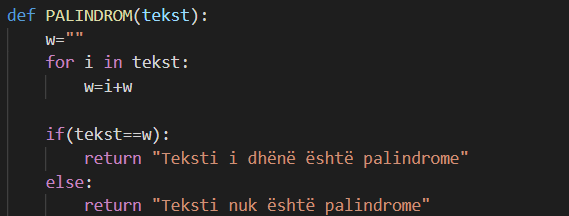 def PALINDROM(tekst):
    w=""
    for i in tekst:
        w=i+w
    if(tekst==w):
        return "Teksti i dhënë është palindrome"
    else:
        return "Teksti nuk është palindrome"